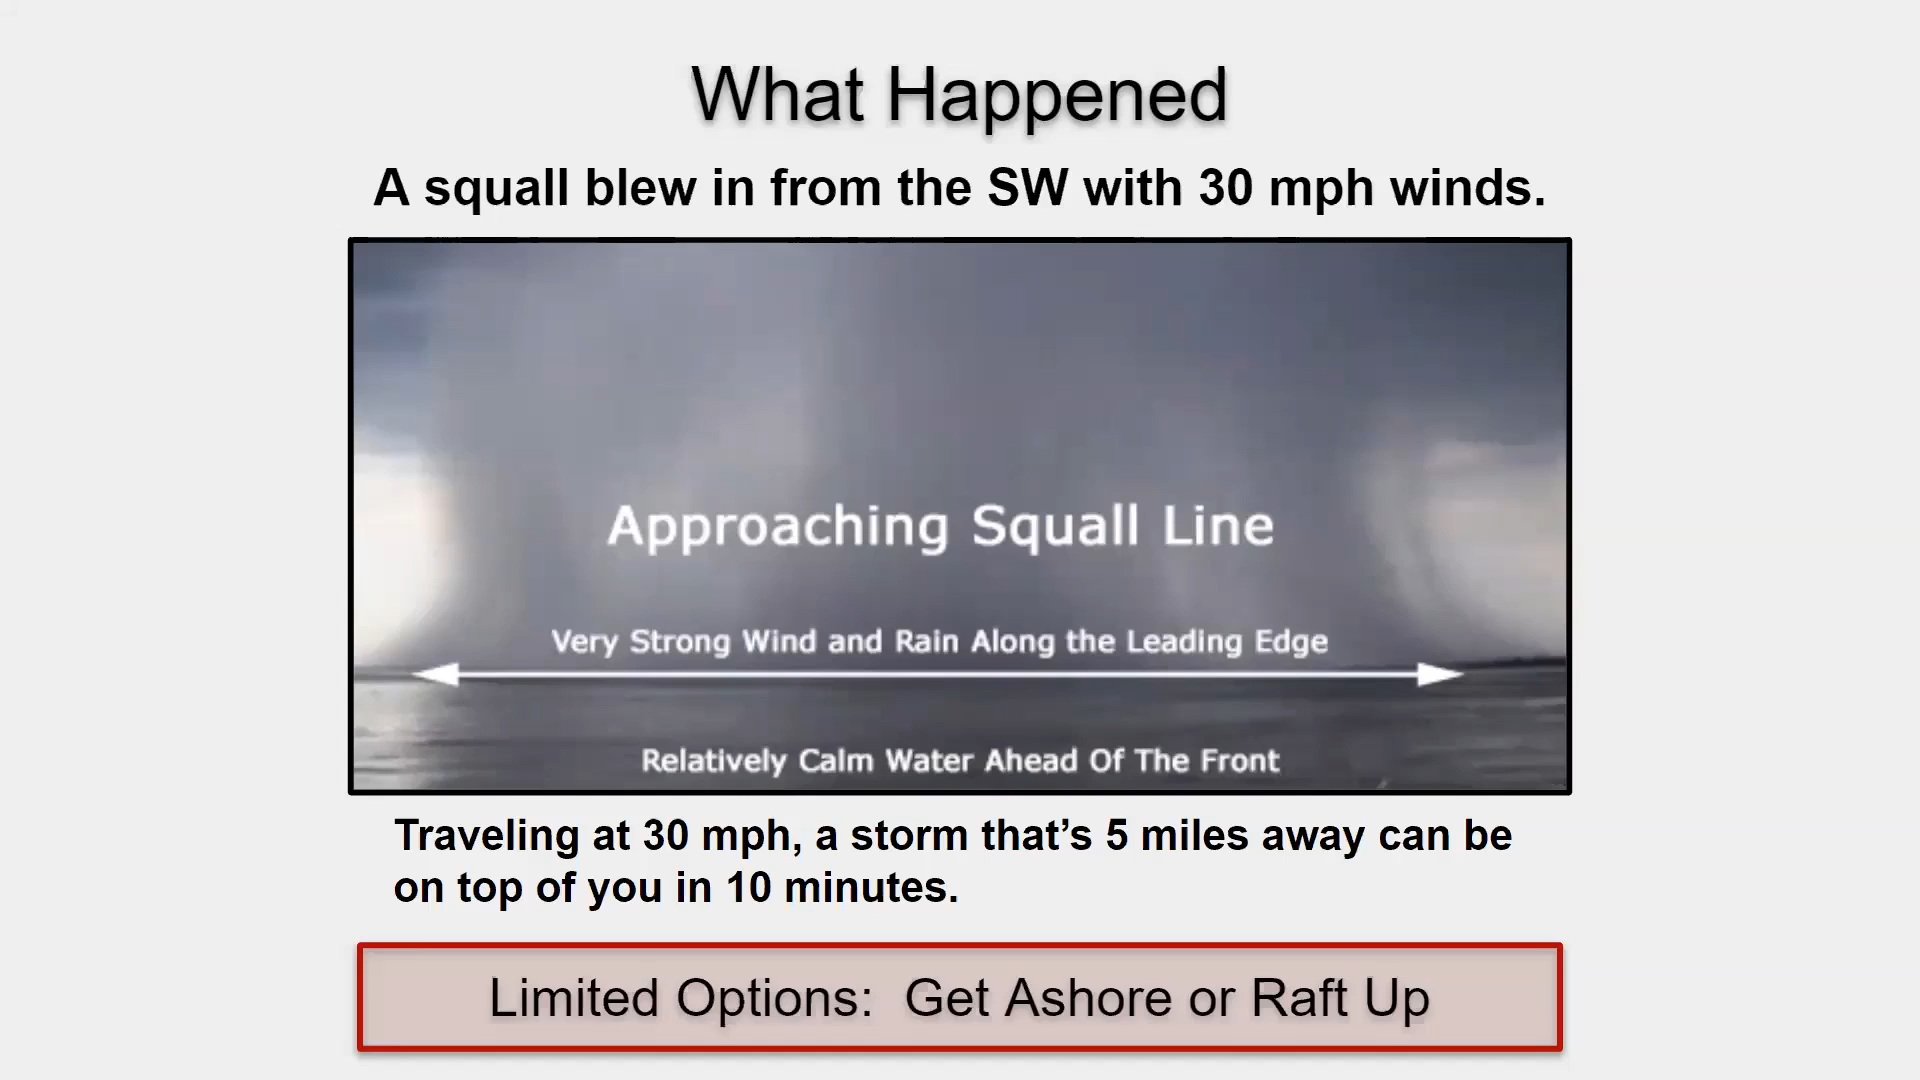 What Happened
A squall blew in from the SW with 30 mph winds.
Approaching Squall Line
Very Strong Wind and Rain Along the Leading Edge
Relatively Calm Water Ahead Of The Front
Traveling at 30 mph, a storm that’s 5 miles away can be
on top of you in 10 minutes.
Limited Options:  Get Ashore or Raft Up